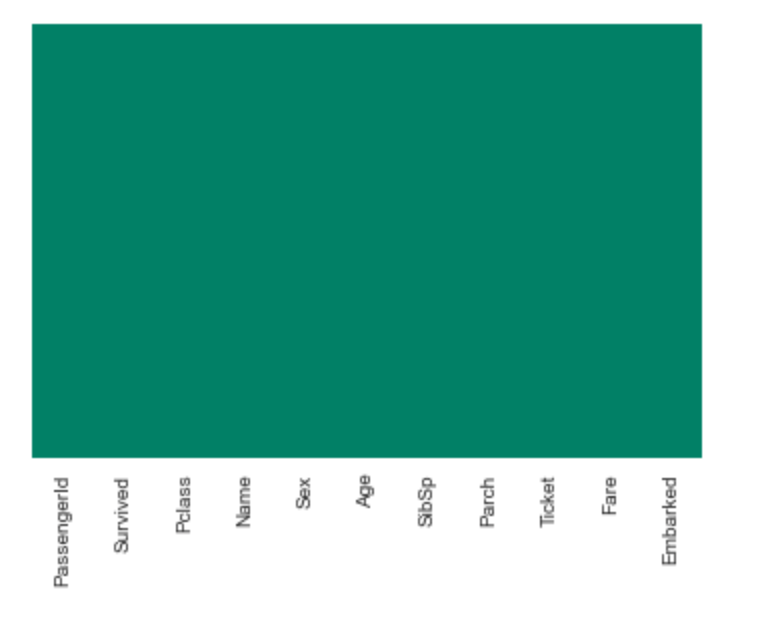 PassengerId
Survived
Pclass
Name
Sex
Age
SibSp
Parch
Ticket
Fare
Embarked